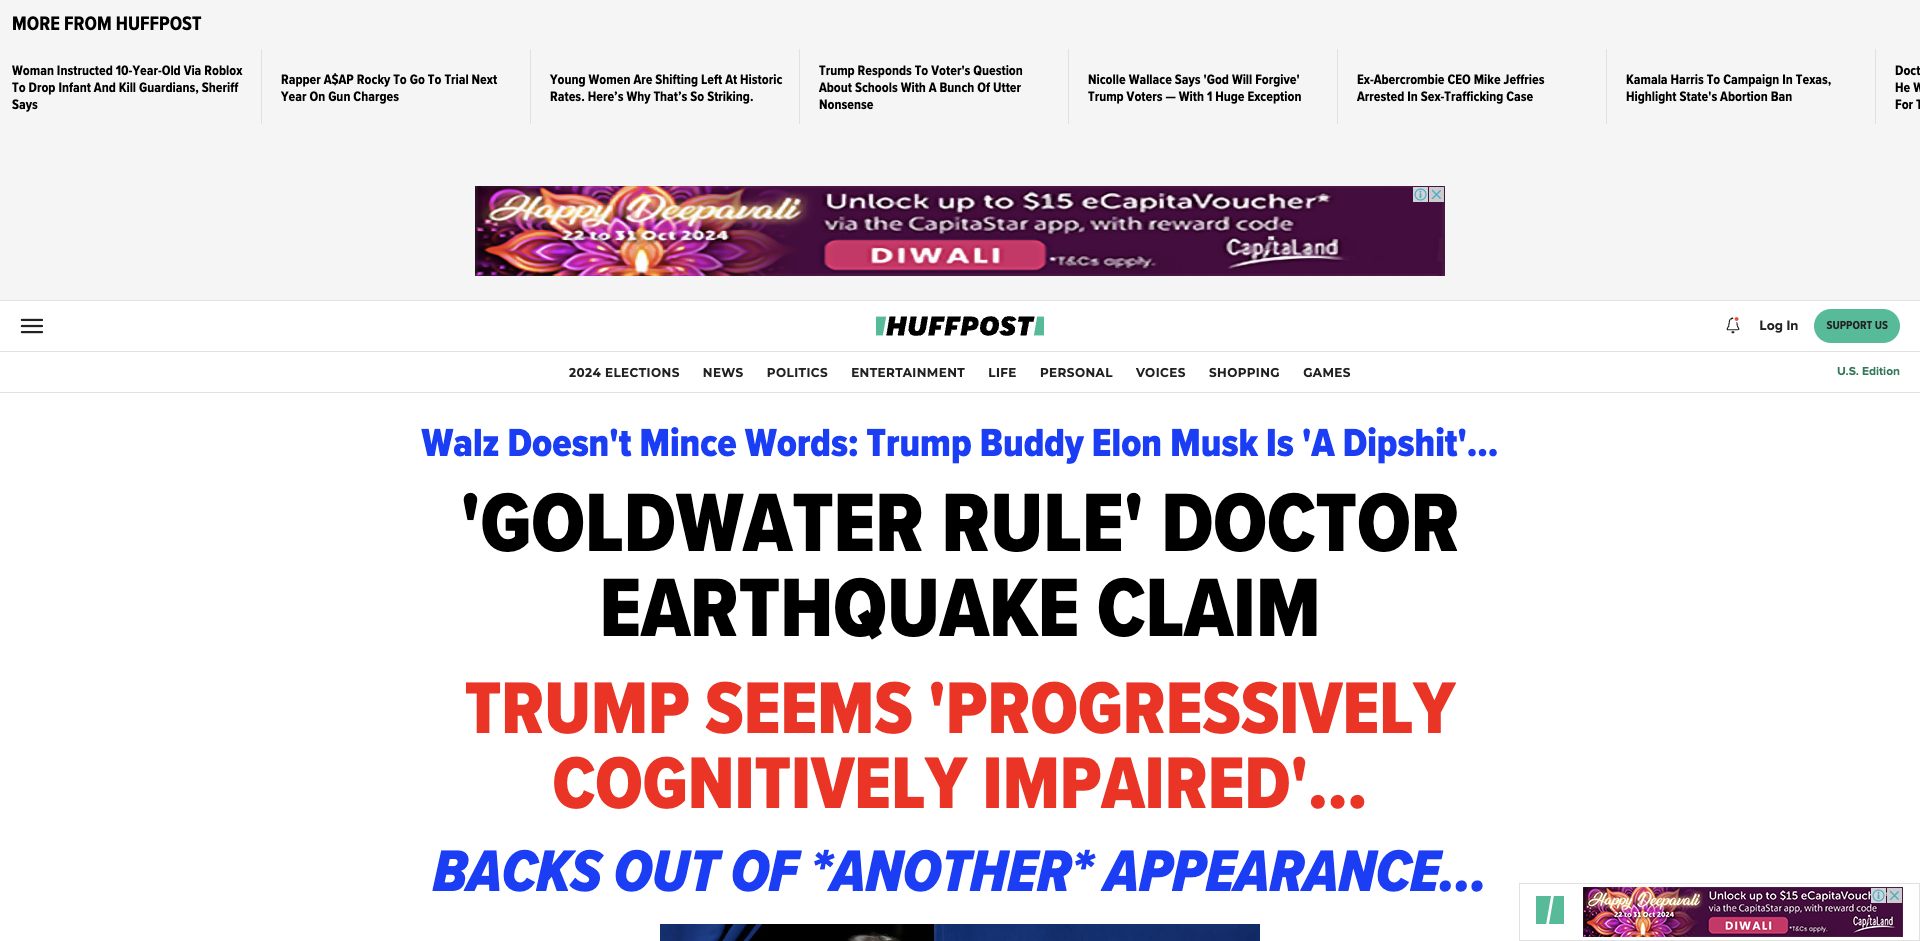 MORE FROM HUFFPOST
Woman Instructed 10-Year-Old Via Roblox
To Drop Infant And Kill Guardians, Sheriff
Says
Rapper A$AP Rocky To Go To Trial Next
Year On Gun Charges
Young Women Are Shifting Left At Historic
Rates. Here’s Why That’s So Striking.
Trump Responds To Voter's Question
About Schools With A Bunch Of Utter
Nonsense
Nicolle Wallace Says 'God Will Forgive'
Trump Voters — With 1 Huge Exception
Ex-Abercrombie CEO Mike Jeffries
Arrested In Sex-Trafficking Case
Kamala Harris To Campaign In Texas,
Highlight State's Abortion Ban
Happy Deepavali
22 to 31 Oct 2024
Unlock up to $15 eCapitaVoucher*
via the CapitaStar app, with reward code
DIWALI
*T&Cs apply.
CapitaLand
HUFFPOST
Log In
SUPPORT US
2024 ELECTIONS NEWS POLITICS ENTERTAINMENT LIFE PERSONAL VOICES SHOPPING GAMES
U.S. Edition
Walz Doesn't Mince Words: Trump Buddy Elon Musk Is 'A Dipshit'...
'GOLDWATER RULE' DOCTOR
EARTHQUAKE CLAIM
TRUMP SEEMS 'PROGRESSIVELY
COGNITIVELY IMPAIRED'...
BACKS OUT OF *ANOTHER* APPEARANCE...
Happy Deepavali
22 to 31 Oct 2024
Unlock up to $15
via the CapitaStar app, with reward code
DIWALI
*T&Cs apply.
CapitaLand